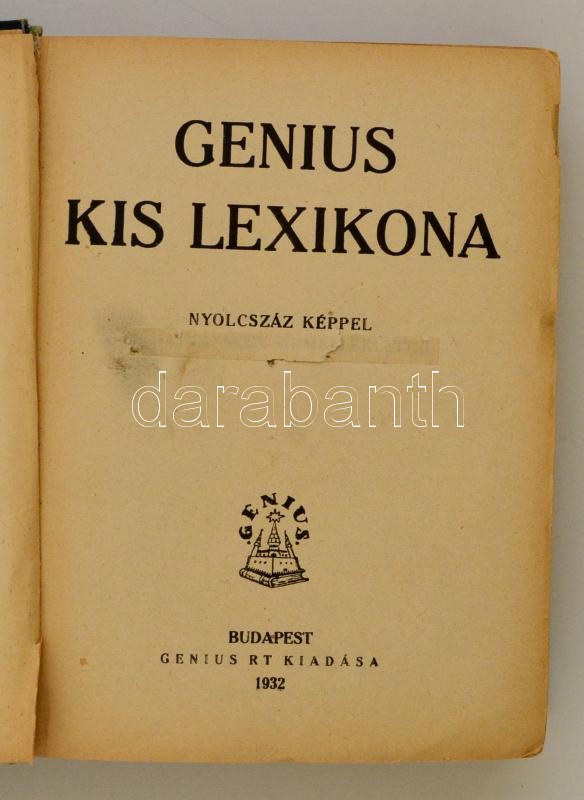 GENIUS
KIS LEXIKONA
NYOLCSZÁZ KÉPPEL
darabanth
·GENIUS·
BUDAPEST
GENIUS RT KIADÁSA
1932